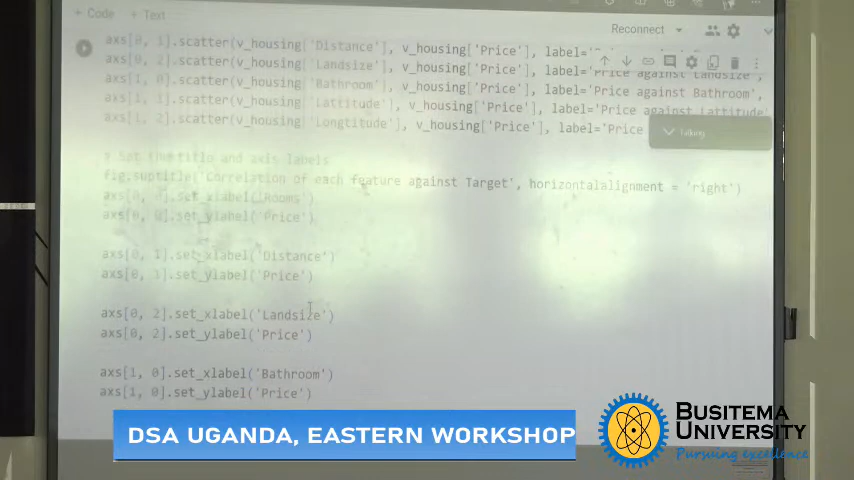 + Code + Text
Reconnect
axs[0, 1].scatter(v_housing['Distance'], v_housing['Price'], label=
axs[0, 2].scatter(v_housing['Landsize'], v_housing['Price'], label='Price against Landsize',
axs[1, 0].scatter(v_housing['Bathroom'], v_housing['Price'], label='Price against Bathroom',
axs[1, 1].scatter(v_housing['Lattitude'], v_housing['Price'], label='Price against Lattitude'
axs[1, 2].scatter(v_housing['Longtitude'], v_housing['Price'], label='Price
Talking:
# Set the title and axis labels
fig.suptitle('Correlation of each feature against Target', horizontalalignment = 'right')
axs[0, 0].set_xlabel('Rooms')
axs[0, 0].set_ylabel('Price')
axs[0, 1].set_xlabel('Distance')
axs[0, 1].set_ylabel('Price')
axs[0, 2].set_xlabel('Landsize')
axs[0, 2].set_ylabel('Price')
axs[1, 0].set_xlabel('Bathroom')
axs[1, 0].set_ylabel('Price')
DSA UGANDA, EASTERN WORKSHOP
BUSITEMA
UNIVERSITY
Pursuing excellence